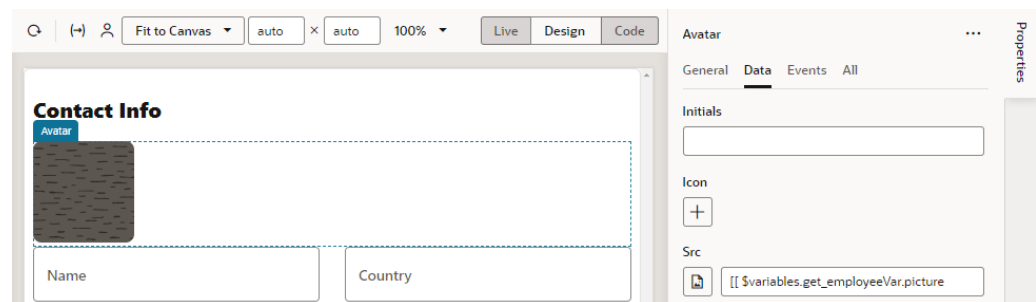 Fit to Canvas auto × auto 100% Live Design Code
Contact Info
Avatar
Name Country
Avatar ...
General Data Events All
Initials
Icon
Src
[[ $variables.get_employeeVar.picture
Properties